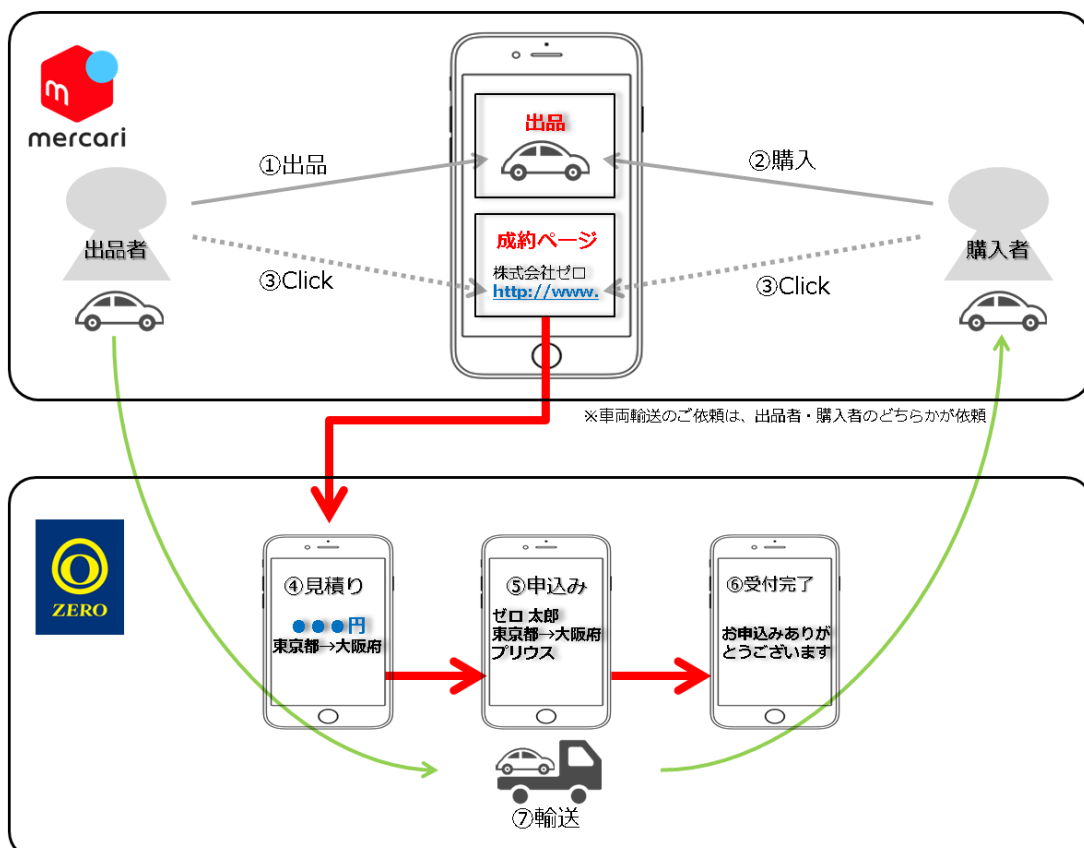 mercari
出品
①出品
②購入
出品者
購入者
成約ページ
株式会社ゼロ
http://www.
③Click
③Click
※車両輸送のご依頼は、出品者・購入者のどちらかが依頼
ZERO
④見積り
●●●円
東京都→大阪府
⑤申込み
ゼロ 太郎
東京都→大阪府
プリウス
⑥受付完了
お申込みありが
とうございます
⑦輸送